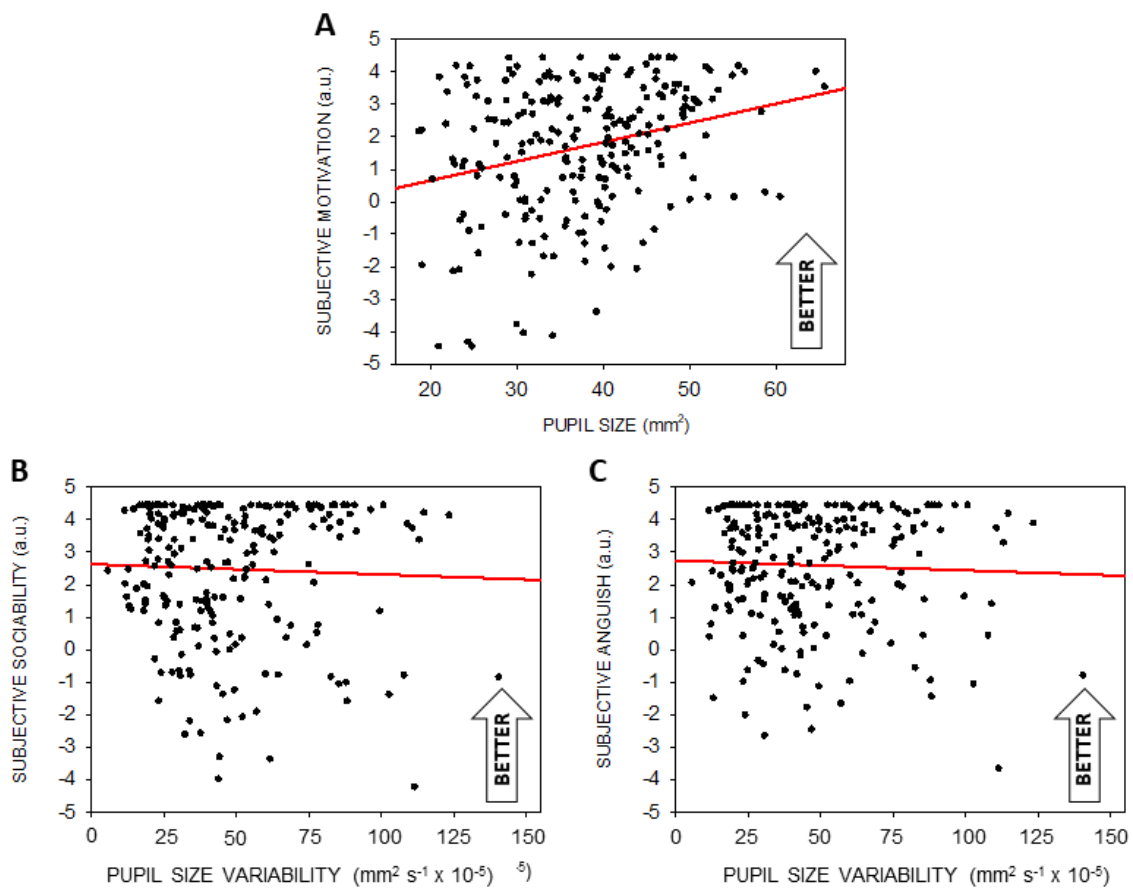 A
SUBJECTIVE MOTIVATION (a.u.)
5
4
3
2
1
0
-1
-2
-3
-4
-5
BETTER
20 30 40 50 60
PUPIL SIZE (mm²)
B
SUBJECTIVE SOCIABILITY (a.u.)
5
4
3
2
1
0
-1
-2
-3
-4
-5
BETTER
0 25 50 75 100 125 150
PUPIL SIZE VARIABILITY (mm² s⁻¹ x 10⁻⁵) ⁻⁵)
C
SUBJECTIVE ANGUISH (a.u.)
5
4
3
2
1
0
-1
-2
-3
-4
-5
BETTER
0 25 50 75 100 125 150
PUPIL SIZE VARIABILITY (mm² s⁻¹ x 10⁻⁵)